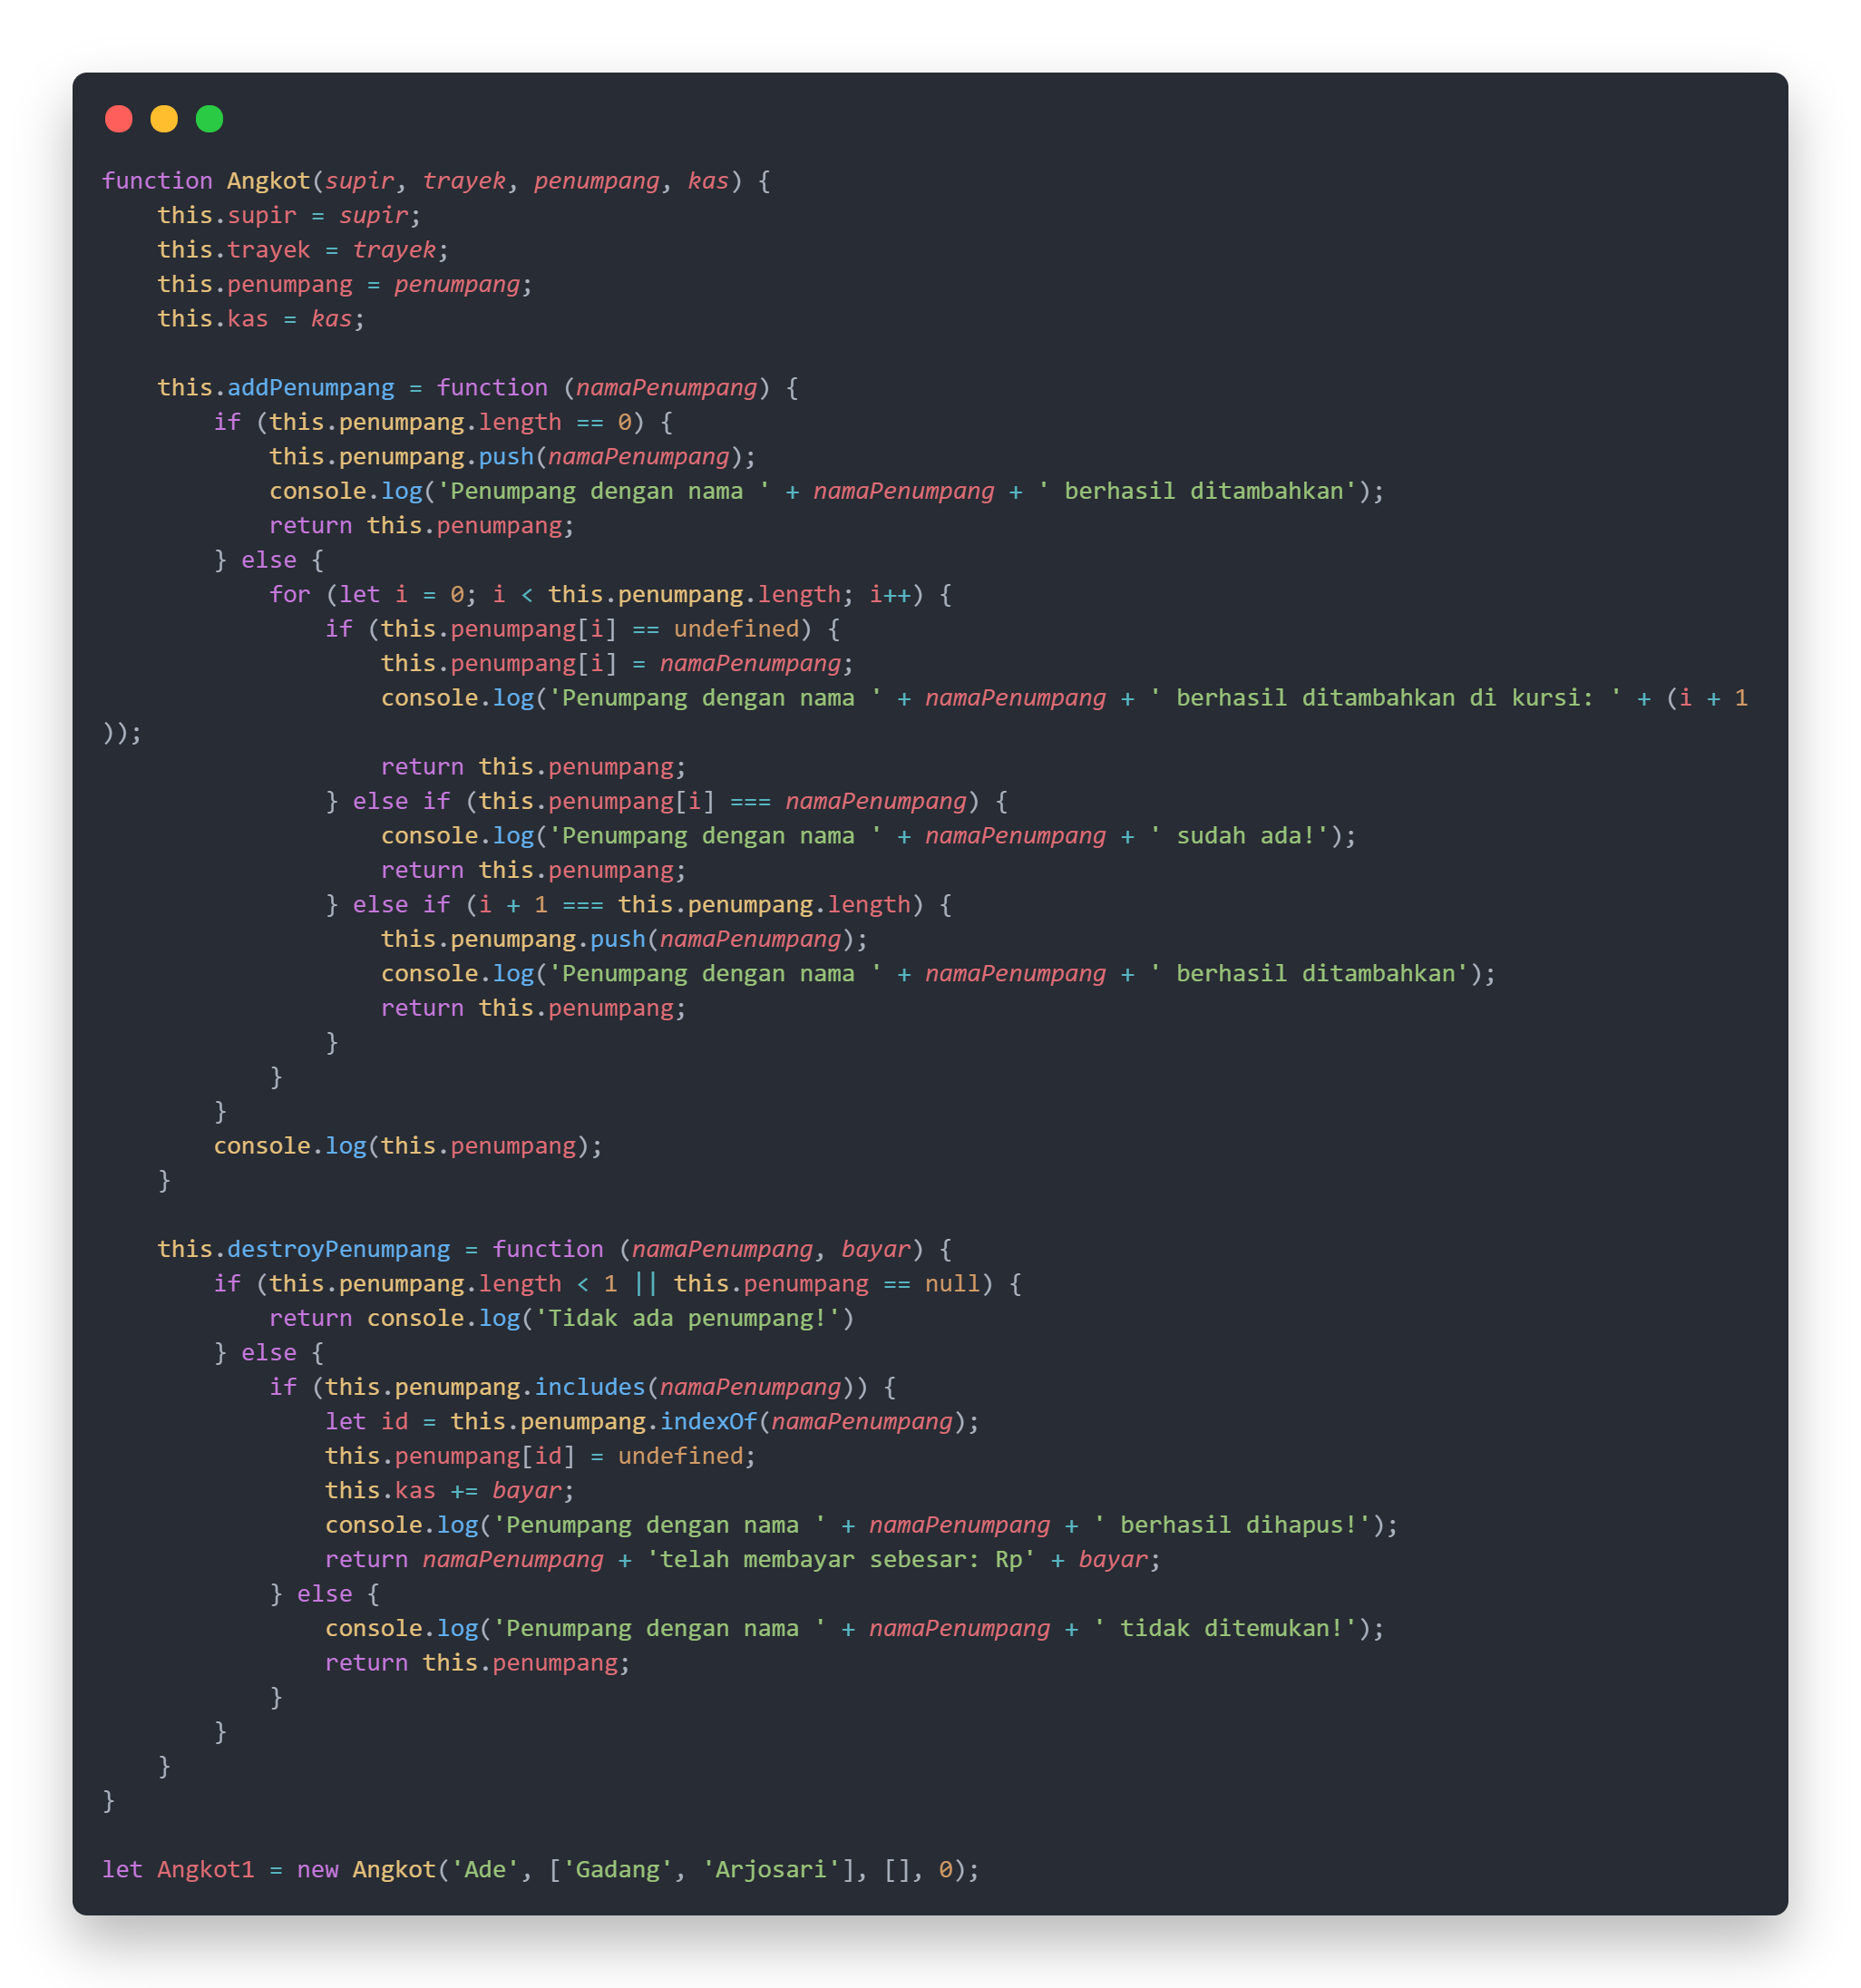 function Angkot(supir, trayek, penumpang, kas) {
    this.supir = supir;
    this.trayek = trayek;
    this.penumpang = penumpang;
    this.kas = kas;

    this.addPenumpang = function (namaPenumpang) {
        if (this.penumpang.length == 0) {
            this.penumpang.push(namaPenumpang);
            console.log('Penumpang dengan nama ' + namaPenumpang + ' berhasil ditambahkan');
            return this.penumpang;
        } else {
            for (let i = 0; i < this.penumpang.length; i++) {
                if (this.penumpang[i] == undefined) {
                    this.penumpang[i] = namaPenumpang;
                    console.log('Penumpang dengan nama ' + namaPenumpang + ' berhasil ditambahkan di kursi: ' + (i + 1
));
                    return this.penumpang;
                } else if (this.penumpang[i] === namaPenumpang) {
                    console.log('Penumpang dengan nama ' + namaPenumpang + ' sudah ada!');
                    return this.penumpang;
                } else if (i + 1 === this.penumpang.length) {
                    this.penumpang.push(namaPenumpang);
                    console.log('Penumpang dengan nama ' + namaPenumpang + ' berhasil ditambahkan');
                    return this.penumpang;
                }
            }
        }
        console.log(this.penumpang);
    }

    this.destroyPenumpang = function (namaPenumpang, bayar) {
        if (this.penumpang.length < 1 || this.penumpang == null) {
            return console.log('Tidak ada penumpang!')
        } else {
            if (this.penumpang.includes(namaPenumpang)) {
                let id = this.penumpang.indexOf(namaPenumpang);
                this.penumpang[id] = undefined;
                this.kas += bayar;
                console.log('Penumpang dengan nama ' + namaPenumpang + ' berhasil dihapus!');
                return namaPenumpang + 'telah membayar sebesar: Rp' + bayar;
            } else {
                console.log('Penumpang dengan nama ' + namaPenumpang + ' tidak ditemukan!');
                return this.penumpang;
            }
        }
    }
}

let Angkot1 = new Angkot('Ade', ['Gadang', 'Arjosari'], [], 0);